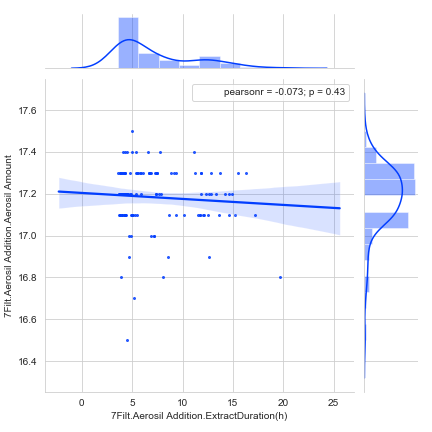 pearsonr = -0.073; p = 0.43
17.6
17.4
17.2
17.0
16.8
16.6
16.4
7Filt.Aerosil Addition.Aerosil Amount
0 5 10 15 20 25
7Filt.Aerosil Addition.ExtractDuration(h)